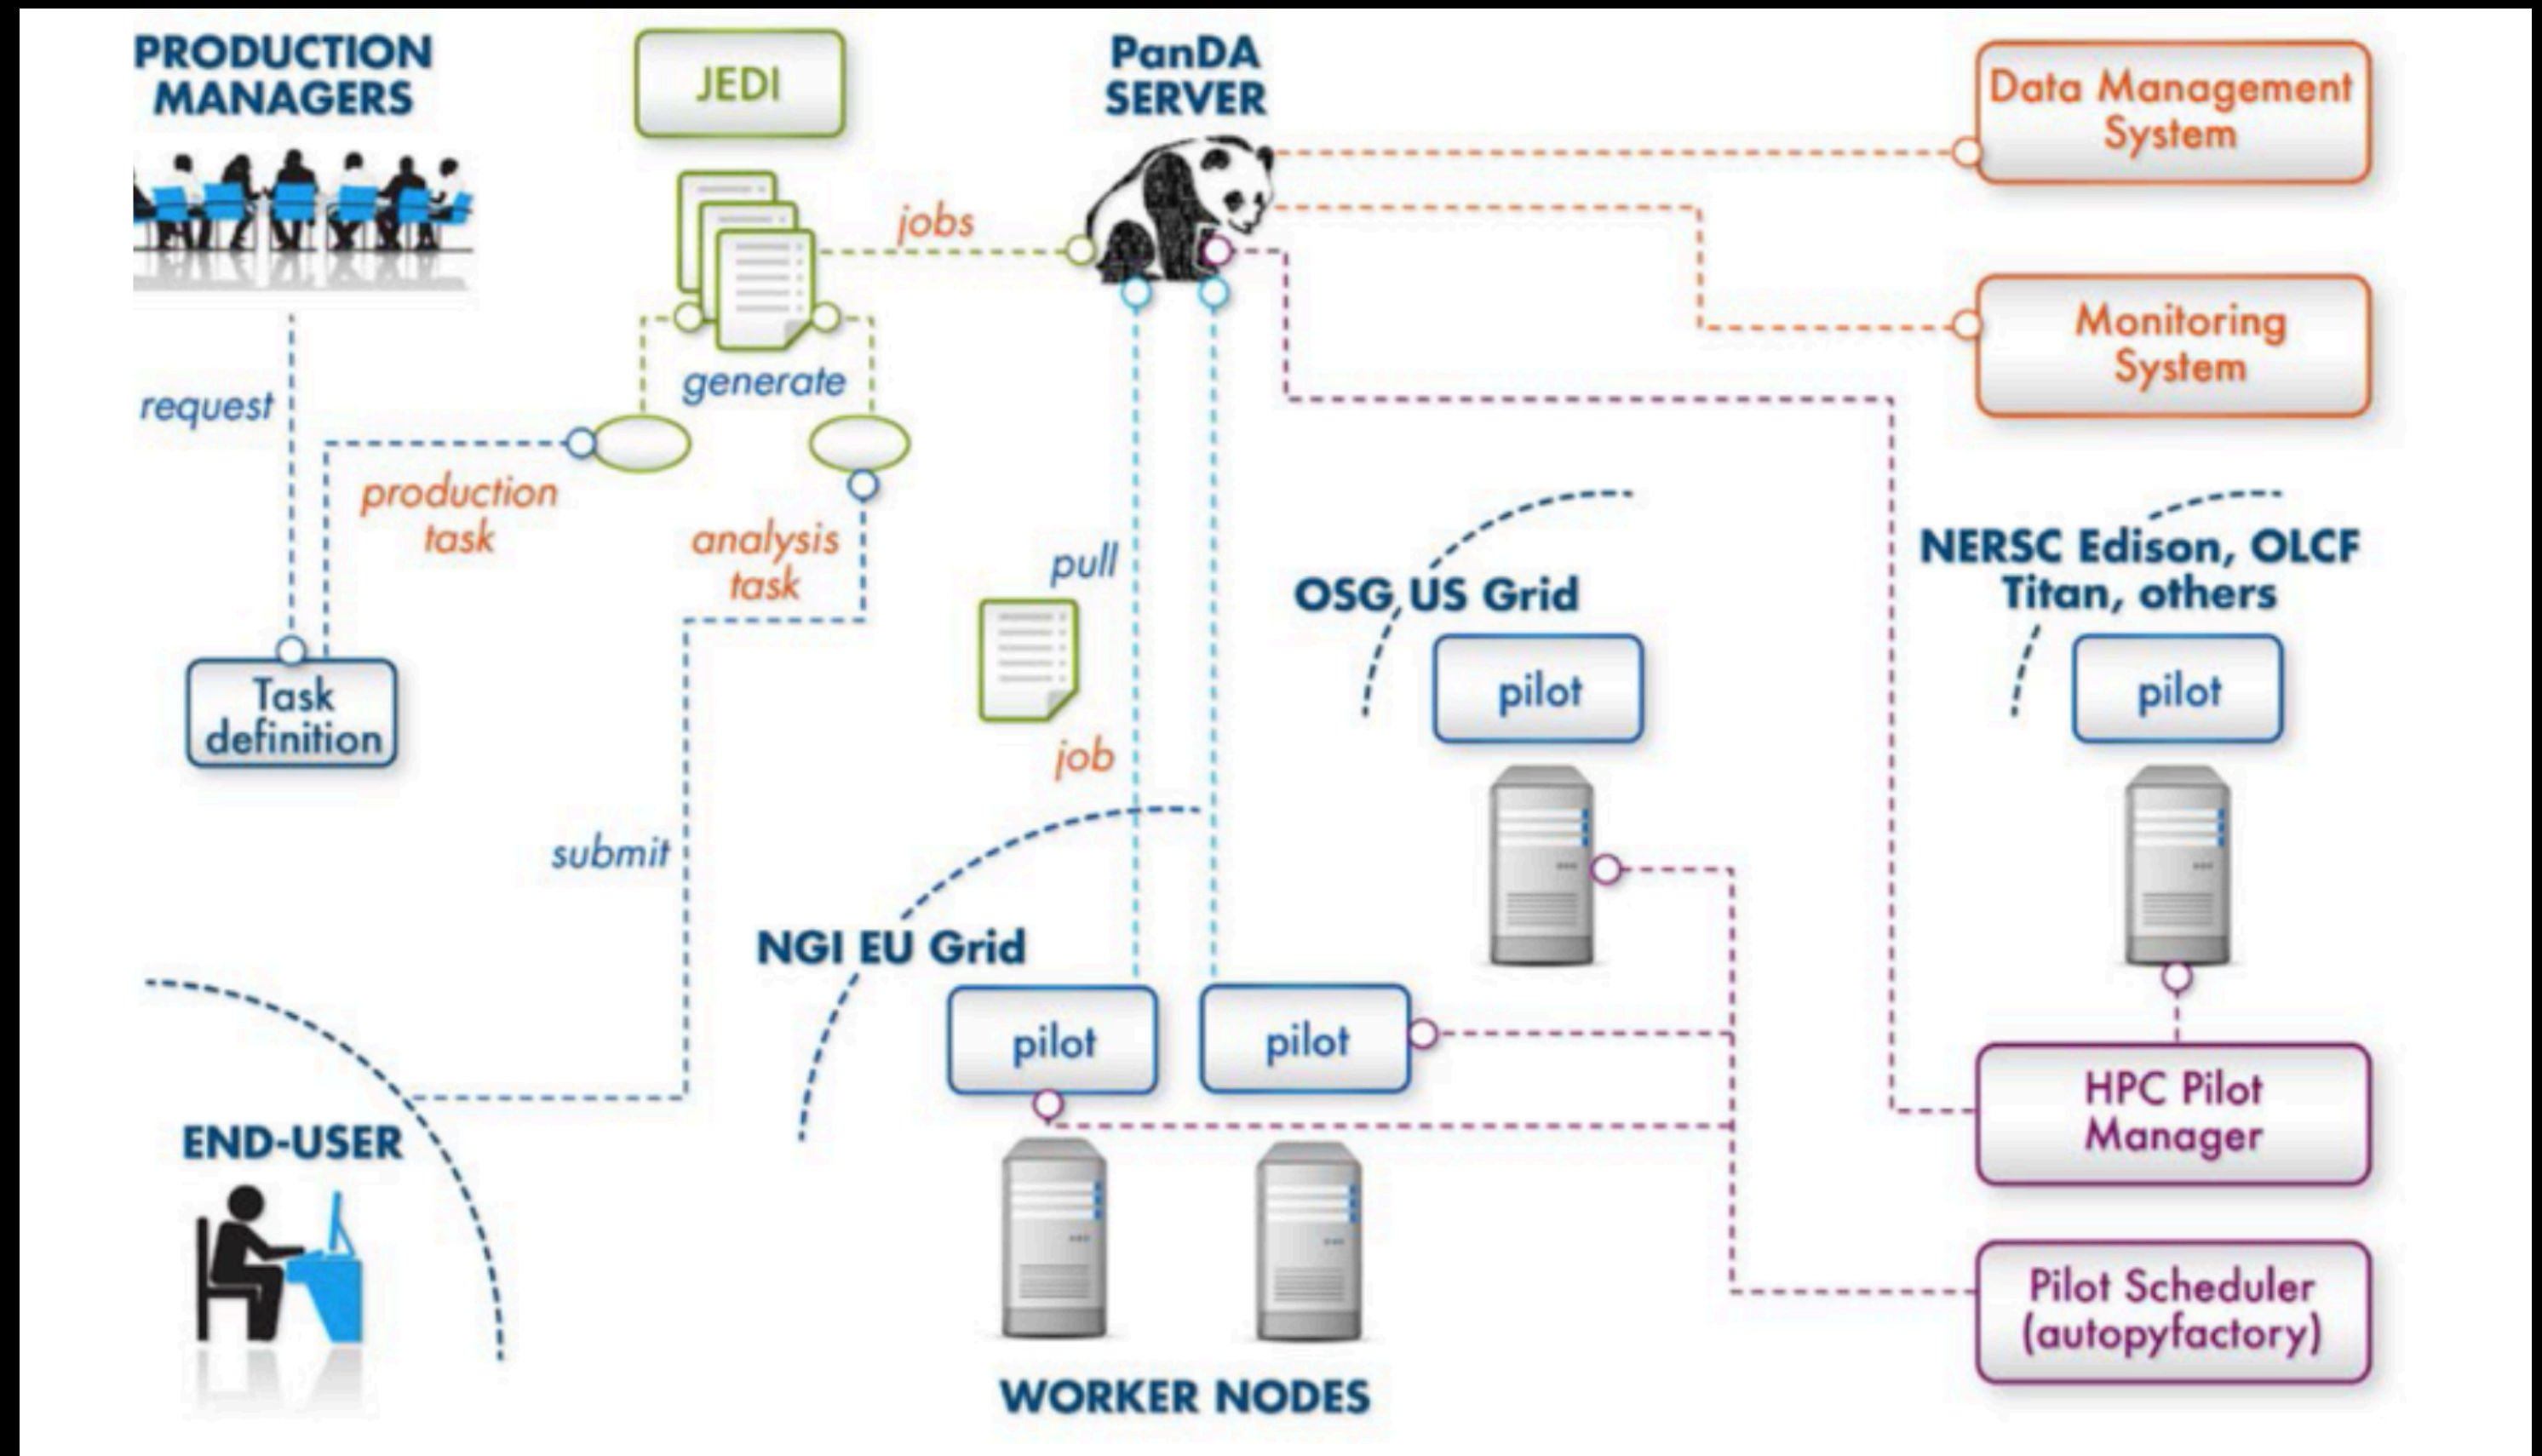 PRODUCTION
MANAGERS
JEDI
PanDA
SERVER
Data Management
System
jobs
Monitoring
System
generate
request
production
task
analysis
task
pull
job
OSG US Grid
pilot
NERSC Edison, OLCF
Titan, others
pilot
Task
definition
submit
NGI EU Grid
pilot
pilot
HPC Pilot
Manager
END-USER
Pilot Scheduler
(autopyfactory)
WORKER NODES